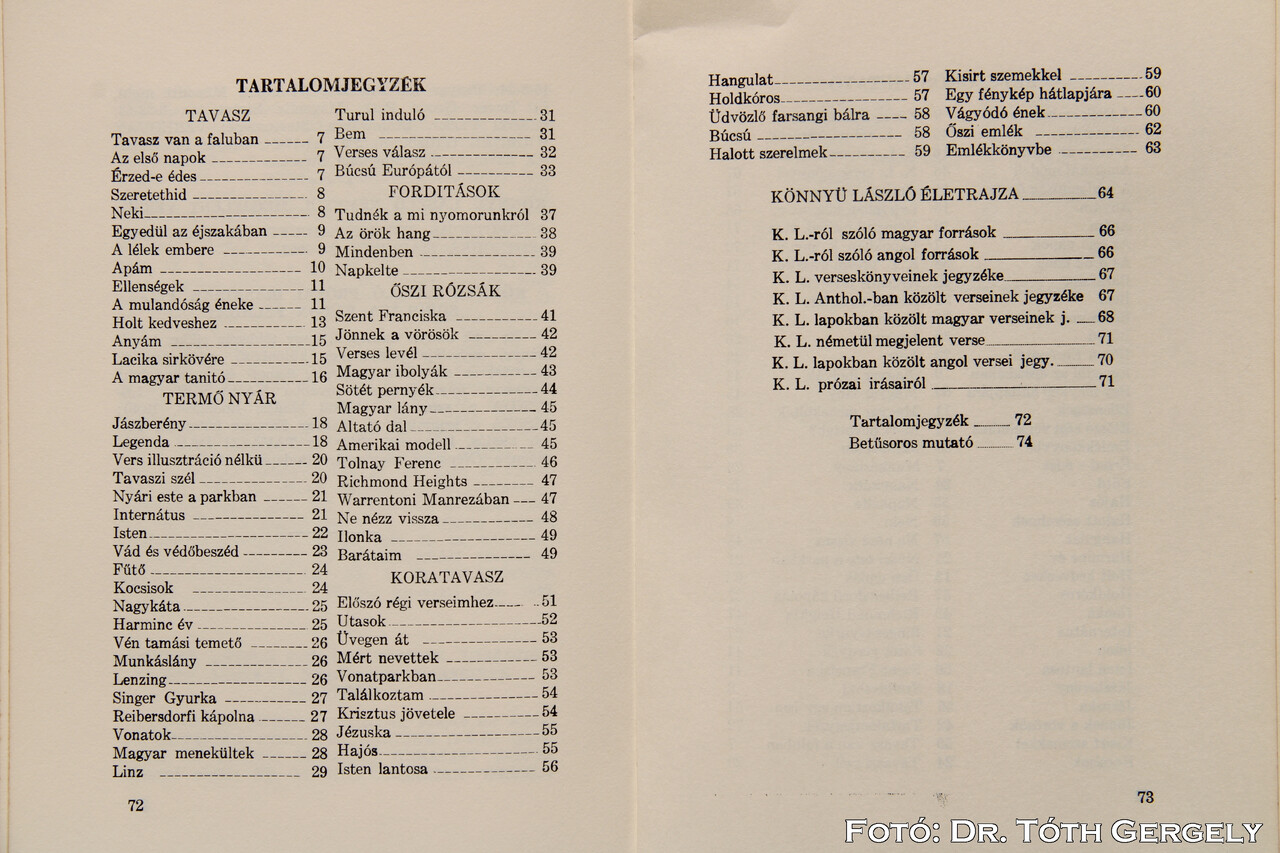 TARTALOMJEGYZÉK
TAVASZ
Tavasz van a faluban 7
Az első napok 7
Érzed-e édes 7
Szeretethid 8
Neki 8
Egyedül az éjszakában 9
A lélek embere 9
Apám 10
Ellenségek 11
A mulandóság éneke 11
Holt kedveshez 13
Anyám 15
Lacika sirkövére 15
A magyar tanitó 16
TERMŐ NYÁR
Jászberény 18
Legenda 18
Vers illusztráció nélkü 20
Tavaszi szél 20
Nyári este a parkban 21
Internátus 21
Isten 22
Vád és védőbeszéd 23
Fűtő 24
Kocsisok 24
Nagykáta 25
Harminc év 25
Vén tamási temető 26
Munkáslány 26
Lenzing 26
Singer Gyurka 27
Reibersdorfi kápolna 27
Vonatok 28
Magyar menekültek 28
Linz 29
72
Turul induló 31
Bem 31
Verses válasz 32
Búcsú Európától 33
FORDITÁSOK
Tudnék a mi nyomorunkról 37
Az örök hang 38
Mindenben 39
Napkelte 39
ŐSZI RÓZSÁK
Szent Franciska 41
Jönnek a vörösök 42
Verses levél 42
Magyar ibolyák 43
Sötét pernyék 44
Magyar lány 45
Altató dal 45
Amerikai modell 45
Tolnay Ferenc 46
Richmond Heights 47
Warrentoni Manrezában 47
Ne nézz vissza 48
Ilonka 49
Barátaim 49
KORATAVASZ
Előszó régi verseimhez 51
Utasok 52
Üvegen át 53
Mért nevettek 53
Vonatparkban 53
Találkoztam 54
Krisztus jövetele 54
Jézuska 55
Hajós 55
Isten lantosa 56
Hangulat 57
Holdkóros 57
Üdvözlő farsangi bálra 58
Búcsú 58
Halott szerelmek 59
Kisirt szemekkel 59
Egy fénykép hátlapjára 60
Vágyódó ének 60
Őszi emlék 62
Emlékkönyvbe 63
KÖNNYŰ LÁSZLÓ ÉLETRAJZA 64
K. L.-ról szóló magyar források 66
K. L.-ról szóló angol források 66
K. L. verseskönyveinek jegyzéke 67
K. L. Anthol.-ban közölt verseinek jegyzéke 67
K. L. lapokban közölt magyar verseinek j. 68
K. L. németül megjelent verse 71
K. L. lapokban közölt angol versei jegy. 70
K. L. prózai irásairól 71
Tartalomjegyzék 72
Betűsoros mutató 74
73
FOTÓ: DR. TÓTH GERGELY